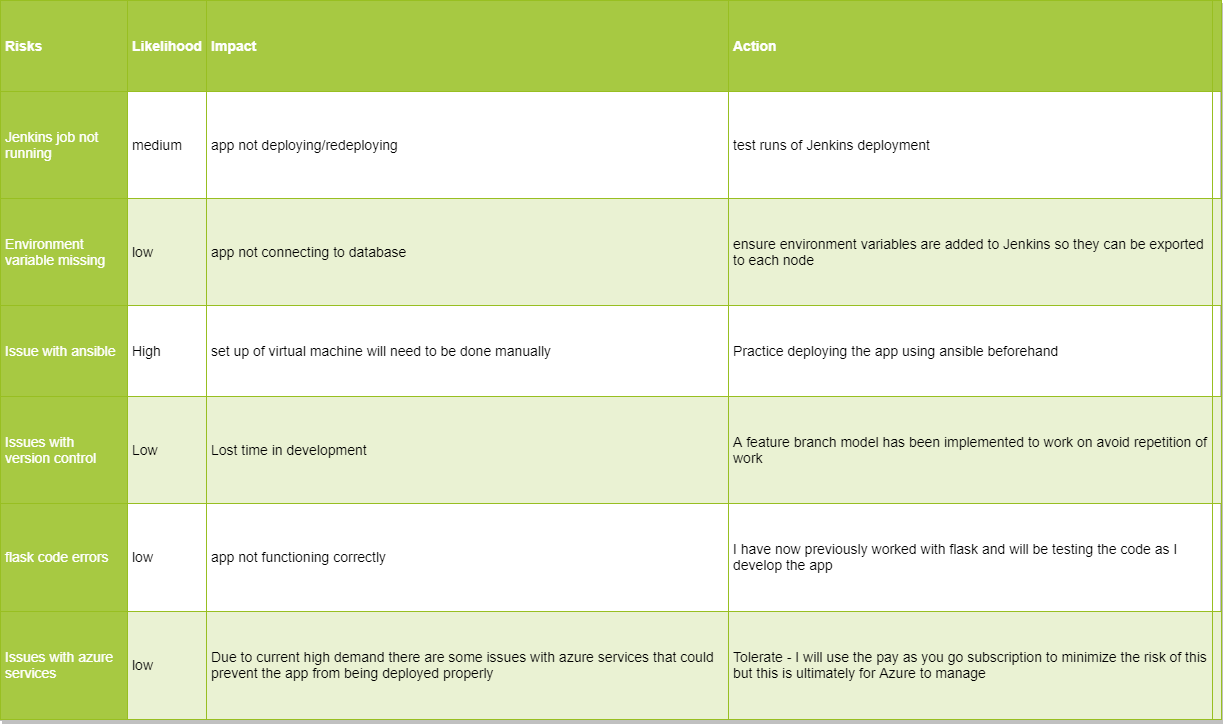 Risks
Likelihood
Impact
Action
Jenkins job not
running
medium
app not deploying/redeploying
test runs of Jenkins deployment
Environment
variable missing
low
app not connecting to database
ensure environment variables are added to Jenkins so they can be exported
to each node
Issue with ansible
High
set up of virtual machine will need to be done manually
Practice deploying the app using ansible beforehand
Issues with
version control
Low
Lost time in development
A feature branch model has been implemented to work on avoid repetition of
work
flask code errors
low
app not functioning correctly
I have now previously worked with flask and will be testing the code as I
develop the app
Issues with azure
services
low
Due to current high demand there are some issues with azure services that could
prevent the app from being deployed properly
Tolerate - I will use the pay as you go subscription to minimize the risk of this
but this is ultimately for Azure to manage